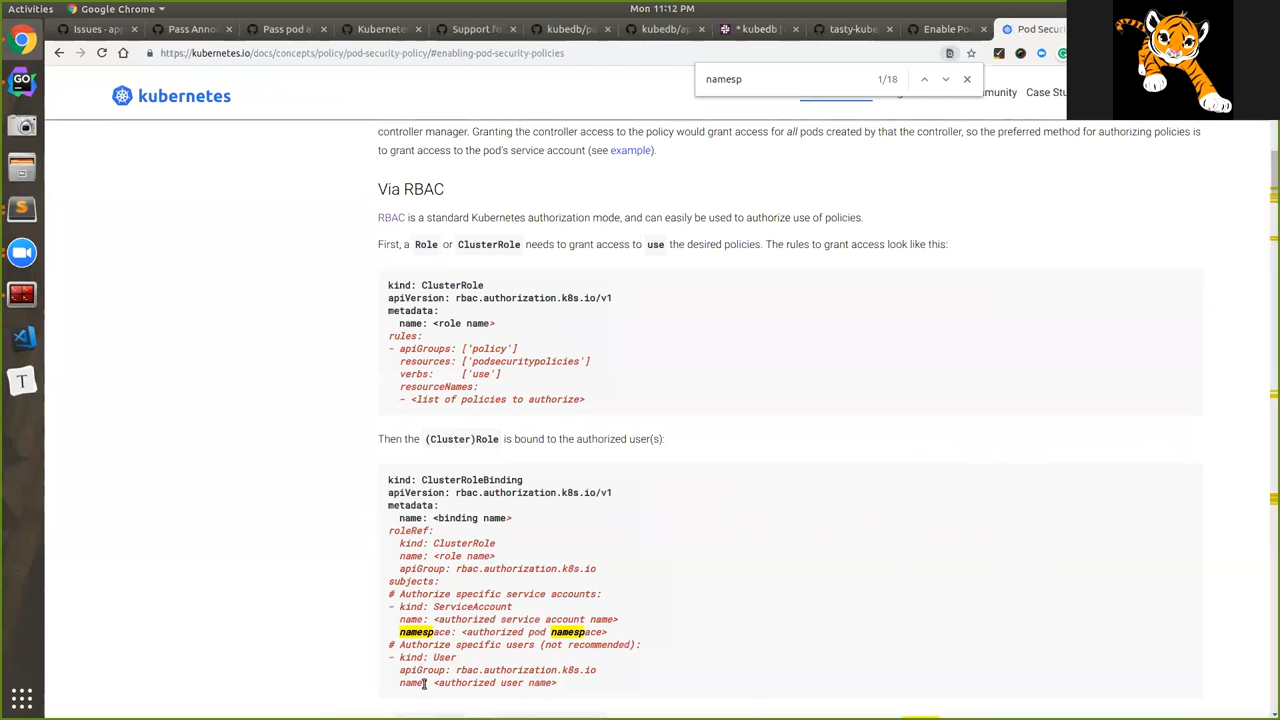 Activities
Google Chrome
Mon 11:12 PM
Issues · app
Pass Anno
Pass pod a
Kubernete
Support fo
kubedb/po
kubedb/ap
* kubedb |
tasty-kube
Enable Pod
Pod Secu
https://kubernetes.io/docs/concepts/policy/pod-security-policy/#enabling-pod-security-policies
namesp
1/18
kubernetes
Case Stu
controller manager. Granting the controller access to the policy would grant access for all pods created by that the controller, so the preferred method for authorizing policies is
to grant access to the pod's service account (see example).
Via RBAC
RBAC is a standard Kubernetes authorization mode, and can easily be used to authorize use of policies.
First, a Role or ClusterRole needs to grant access to use the desired policies. The rules to grant access look like this:
kind: ClusterRole
apiVersion: rbac.authorization.k8s.io/v1
metadata:
name: <role name>
rules:
- apiGroups: ['policy']
resources: ['podsecuritypolicies']
verbs: ['use']
resourceNames:
- <list of policies to authorize>
Then the (Cluster)Role is bound to the authorized user(s):
kind: ClusterRoleBinding
apiVersion: rbac.authorization.k8s.io/v1
metadata:
name: <binding name>
roleRef:
kind: ClusterRole
name: <role name>
apiGroup: rbac.authorization.k8s.io
subjects:
# Authorize specific service accounts:
- kind: ServiceAccount
name: <authorized service account name>
namespace: <authorized pod namespace>
# Authorize specific users (not recommended):
- kind: User
apiGroup: rbac.authorization.k8s.io
name: <authorized user name>